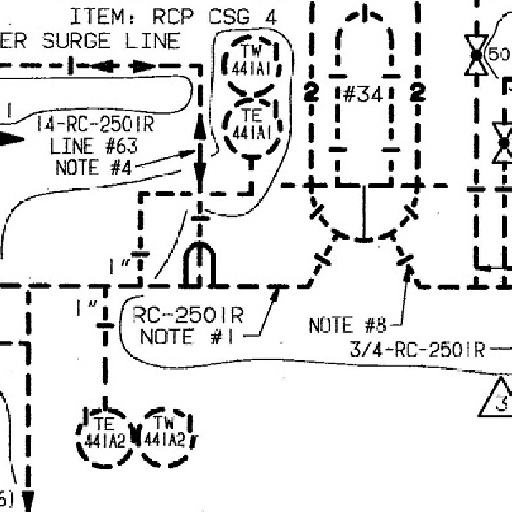 ITEM: RCP CSG 4
ER SURGE LINE
TW
441A1
TE
441A1
2
#34
2
50
14-RC-2501R
LINE #63
NOTE #4
1"
1"
RC-2501R
NOTE #1
NOTE #8
3/4-RC-2501R
3
TE
441A2
TW
441A2
6)